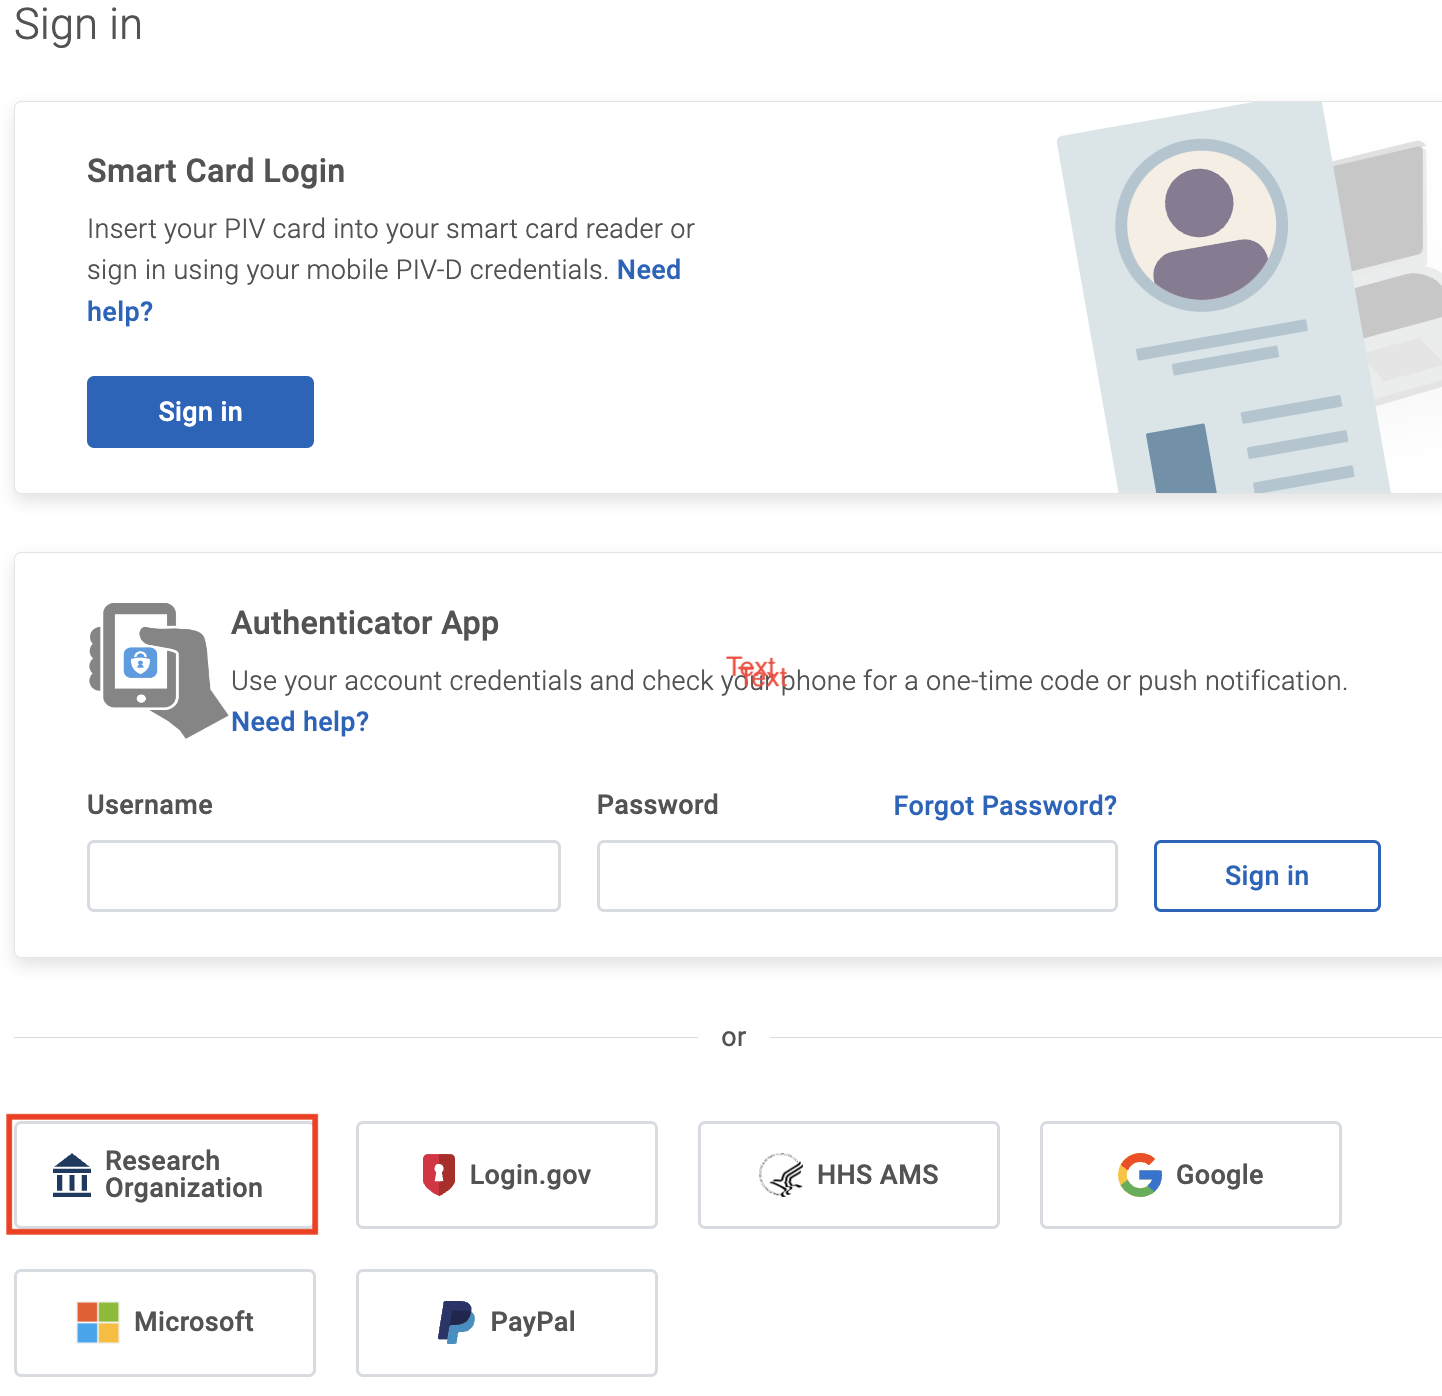 Sign in
Smart Card Login
Insert your PIV card into your smart card reader or
sign in using your mobile PIV-D credentials. Need
help?
Sign in
Authenticator App
Text
Text
Use your account credentials and check your phone for a one-time code or push notification.
Need help?
Username
Password
Forgot Password?
Sign in
or
Research
Organization
Login.gov
HHS AMS
Google
Microsoft
PayPal